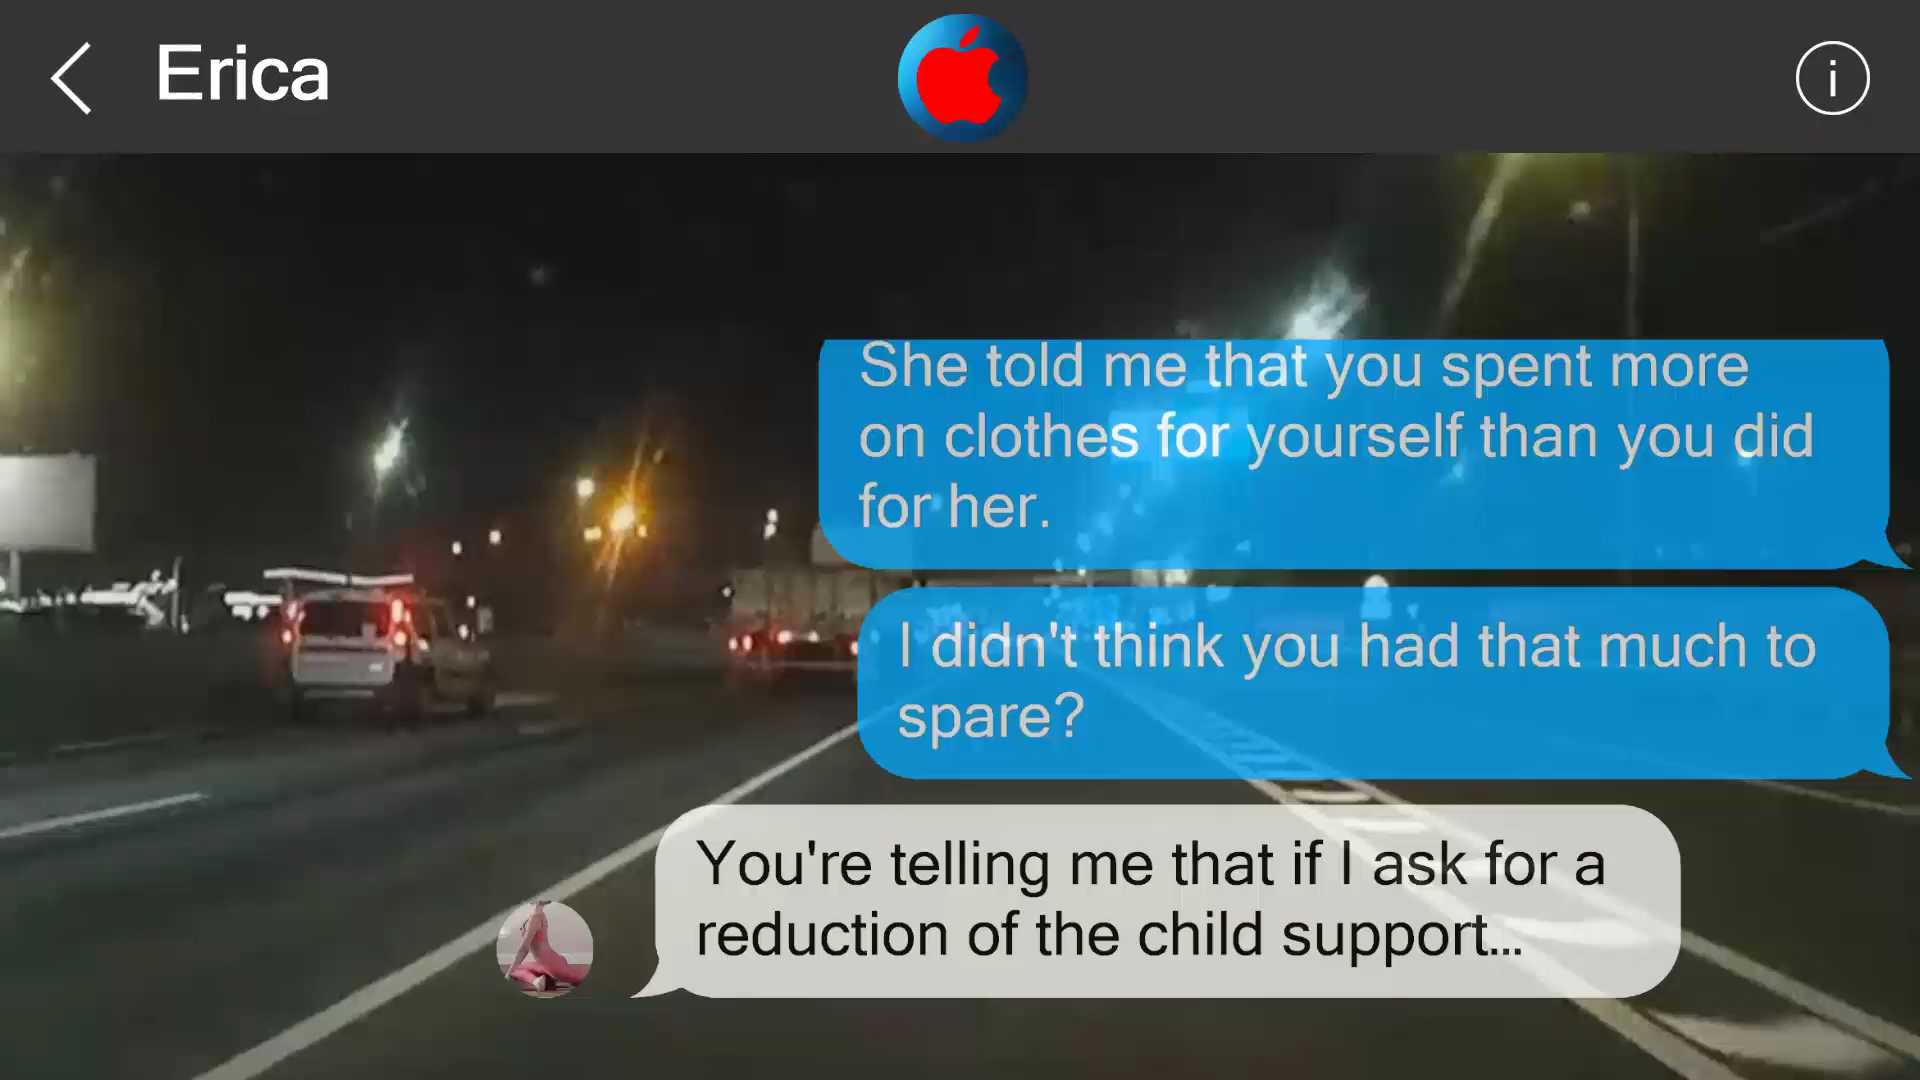 Erica
She told me that you spent more
on clothes for yourself than you did
for her.
I didn't think you had that much to
spare?
You're telling me that if I ask for a
reduction of the child support...